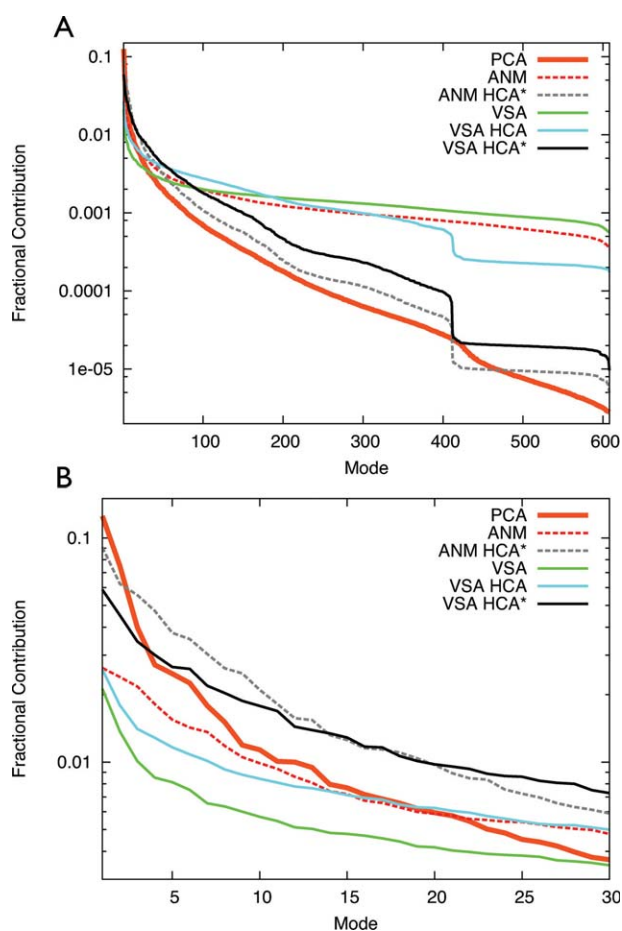 A
0.1
0.01
0.001
0.0001
1e-05
Fractional Contribution
PCA
ANM
ANM HCA*
VSA
VSA HCA
VSA HCA*
100
200
300
400
500
600
Mode
B
0.1
0.01
Fractional Contribution
PCA
ANM
ANM HCA*
VSA
VSA HCA
VSA HCA*
5
10
15
20
25
30
Mode